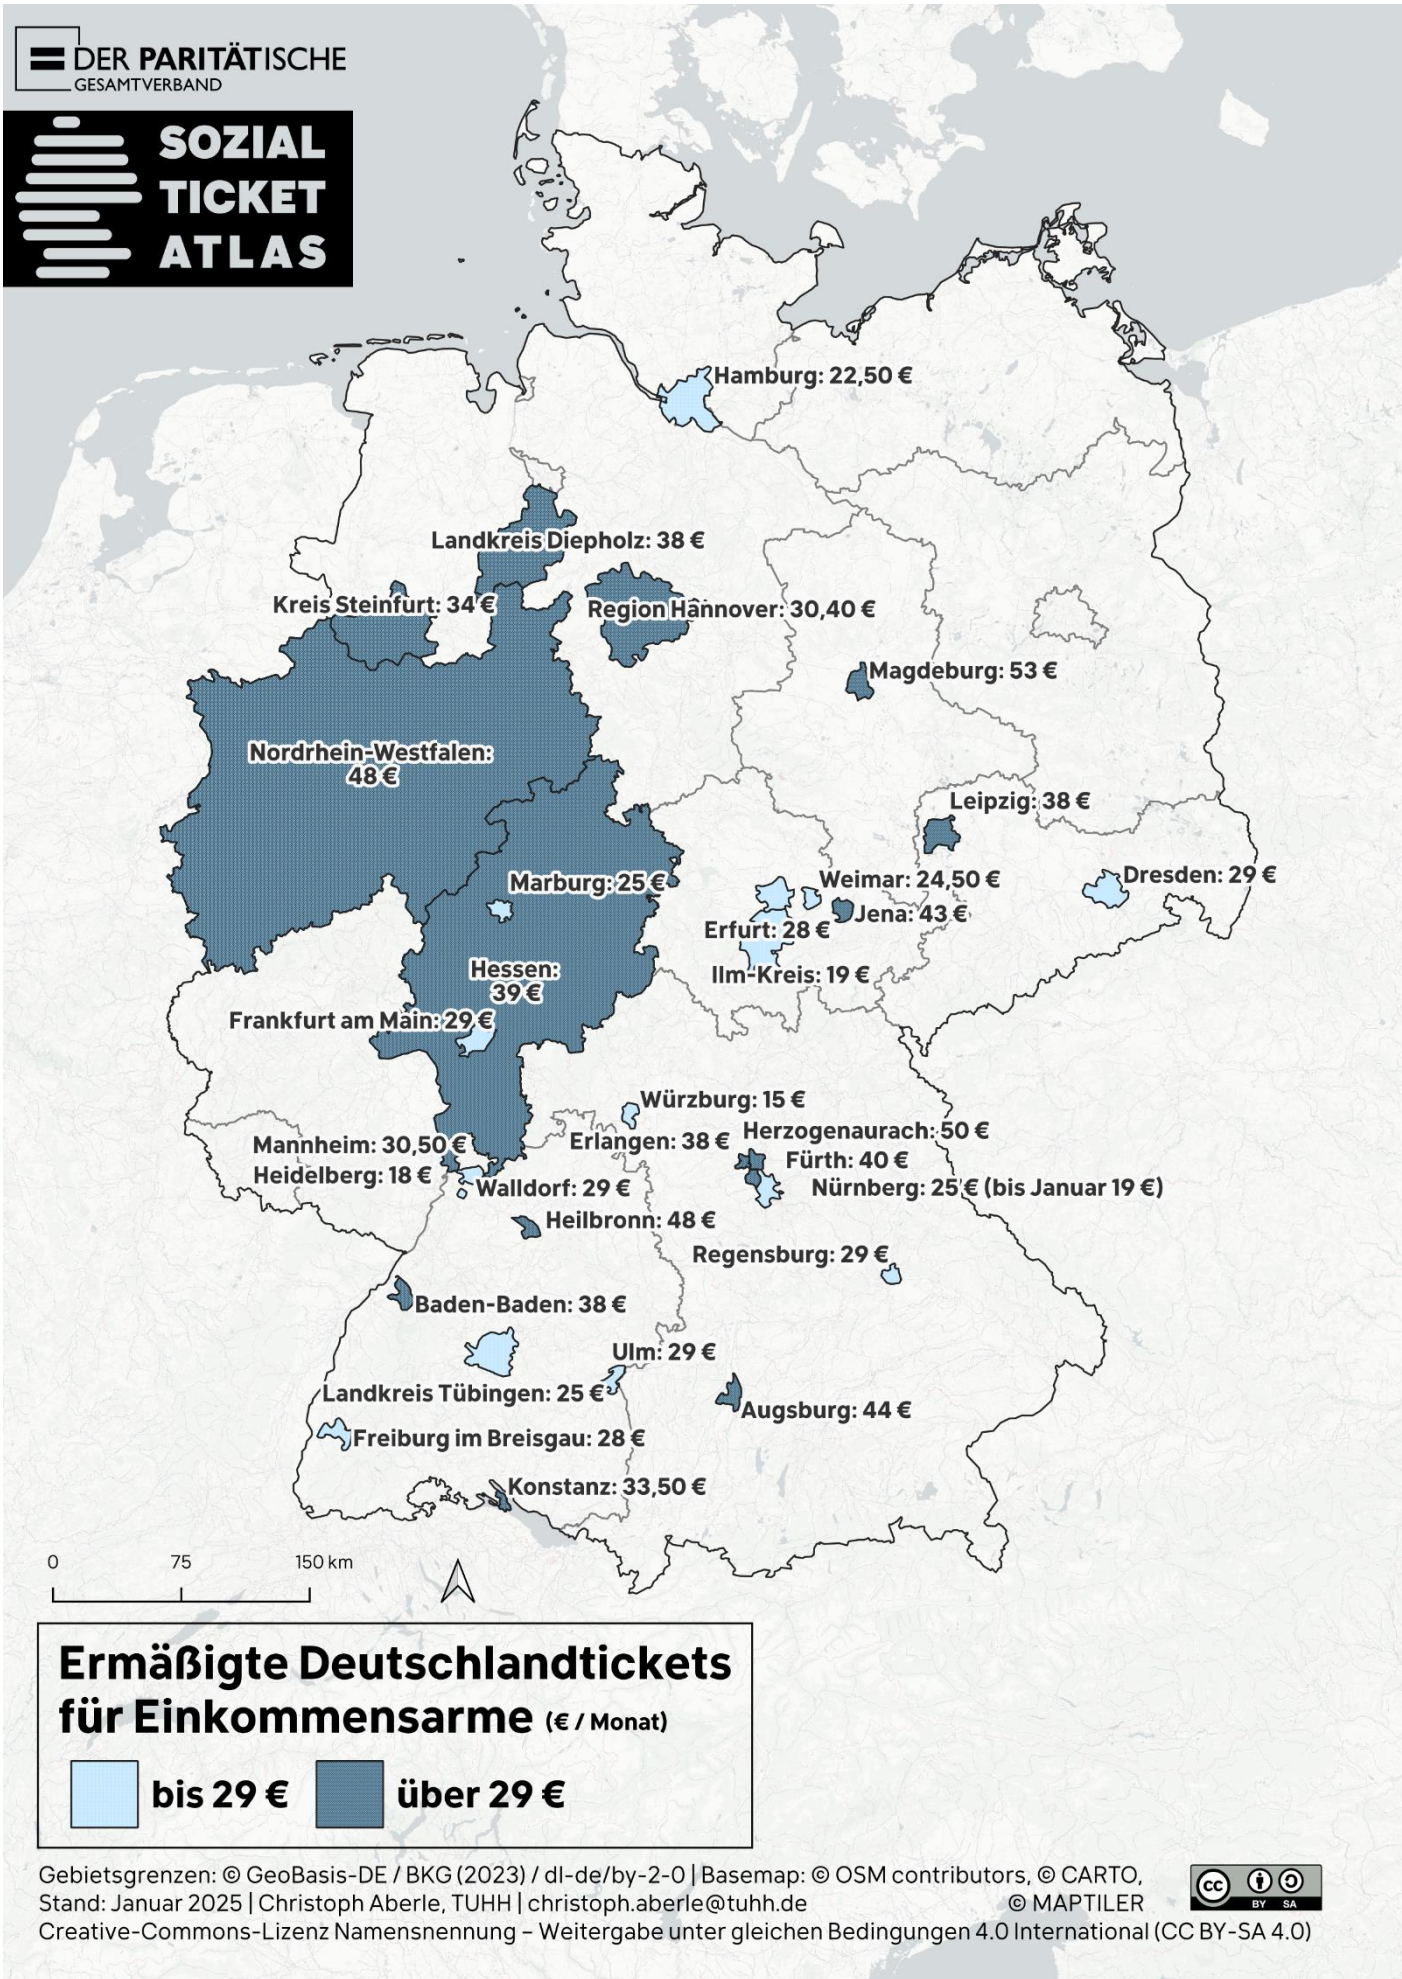 DER PARITÄTISCHE
GESAMTVERBAND
SOZIAL
TICKET
ATLAS
Hamburg: 22,50 €
Landkreis Diepholz: 38 €
Kreis Steinfurt: 34 €
Region Hannover: 30,40 €
Magdeburg: 53 €
Nordrhein-Westfalen:
48 €
Leipzig: 38 €
Marburg: 25 €
Weimar: 24,50 €
Dresden: 29 €
Jena: 43 €
Erfurt: 28 €
Hessen:
39 €
Ilm-Kreis: 19 €
Frankfurt am Main: 29 €
Würzburg: 15 €
Herzogenaurach: 50 €
Erlangen: 38 €
Mannheim: 30,50 €
Fürth: 40 €
Heidelberg: 18 €
Walldorf: 29 €
Nürnberg: 25 € (bis Januar 19 €)
Heilbronn: 48 €
Regensburg: 29 €
Baden-Baden: 38 €
Ulm: 29 €
Landkreis Tübingen: 25 €
Augsburg: 44 €
Freiburg im Breisgau: 28 €
Konstanz: 33,50 €
0 75 150 km
Ermäßigte Deutschlandtickets
für Einkommensarme (€ / Monat)
bis 29 € über 29 €
Gebietsgrenzen: © GeoBasis-DE / BKG (2023) / dl-de/by-2-0 | Basemap: © OSM contributors, © CARTO,
Stand: Januar 2025 | Christoph Aberle, TUHH | christoph.aberle@tuhh.de © MAPTILER
Creative-Commons-Lizenz Namensnennung – Weitergabe unter gleichen Bedingungen 4.0 International (CC BY-SA 4.0)
cc
BY SA